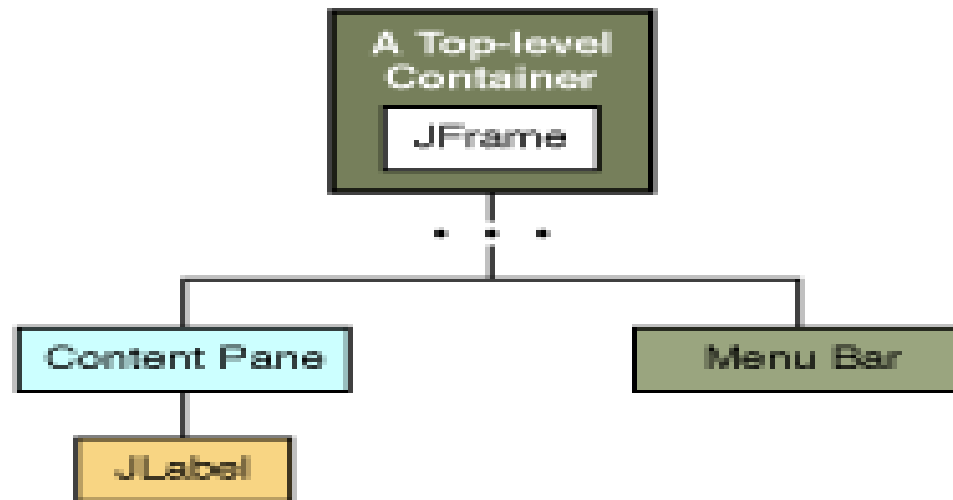 A Top-level
Container
JFrame
. . .
Content Pane
Menu Bar
JLabel